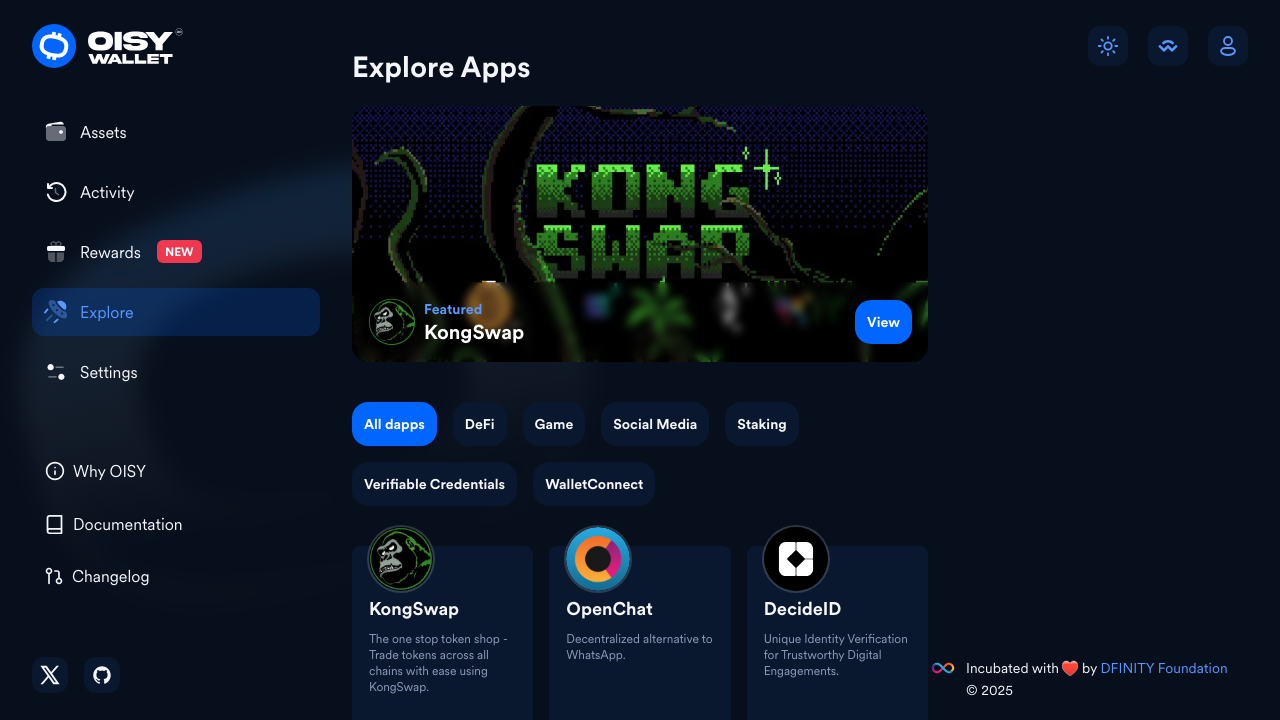 OISY
WALLET
Explore Apps
Assets
Activity
Rewards NEW
Explore
Settings
Why OISY
Documentation
Changelog
KONG
SWAP
Featured
KongSwap
View
All dapps DeFi Game Social Media Staking
Verifiable Credentials WalletConnect
KongSwap
The one stop token shop -
Trade tokens across all
chains with ease using
KongSwap.
OpenChat
Decentralized alternative to
WhatsApp.
DecideID
Unique Identity Verification
for Trustworthy Digital
Engagements.
Incubated with ❤️ by DFINITY Foundation
© 2025